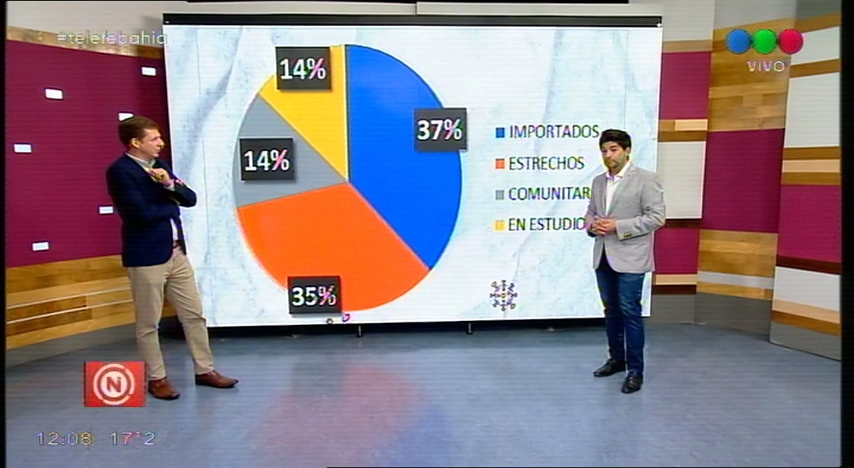 #telefebahia
VIVO
14%
37%
14%
35%
IMPORTADOS
ESTRECHOS
COMUNITAR
EN ESTUDIO
N
12:08 17°2